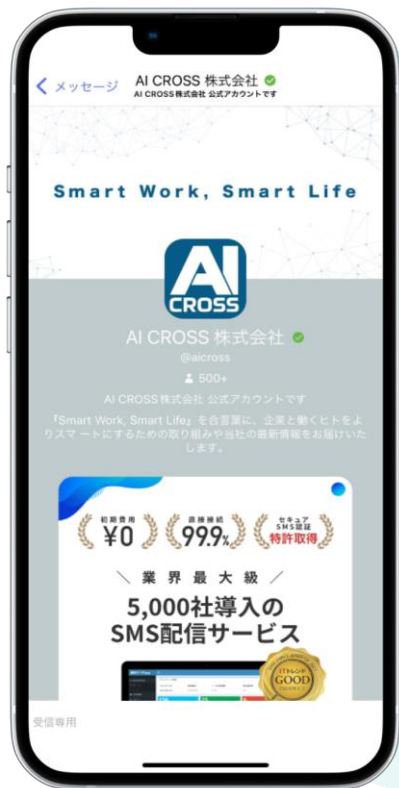 メッセージ
AI CROSS 株式会社
AI CROSS株式会社 公式アカウントです
Smart Work, Smart Life
AI
CROSS
AI CROSS 株式会社
@aicross
500+
AI CROSS株式会社 公式アカウントです
『Smart Work, Smart Life』を合言葉に、企業と働くヒトをよ
りスマートにするための取り組みや当社の最新情報をお届けいた
します。
初期費用
¥0
直接接続
99.9%
セキュア
SMS認証
特許取得
業界最大級
5,000社導入の
SMS配信サービス
ITトレンド
GOOD
受信専用